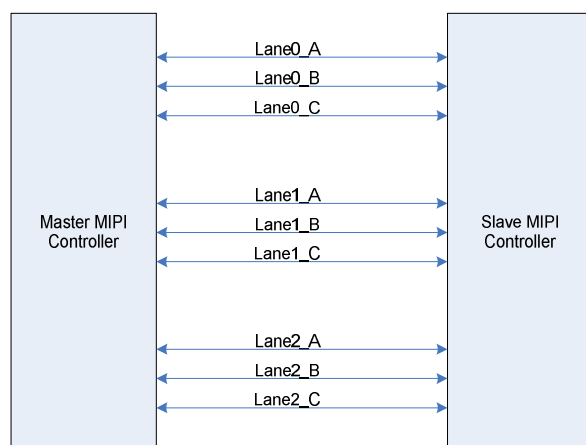 Lane0_A
Lane0_B
Lane0_C
Lane1_A
Master MIPI
Controller
Lane1_B
Slave MIPI
Controller
Lane1_C
Lane2_A
Lane2_B
Lane2_C